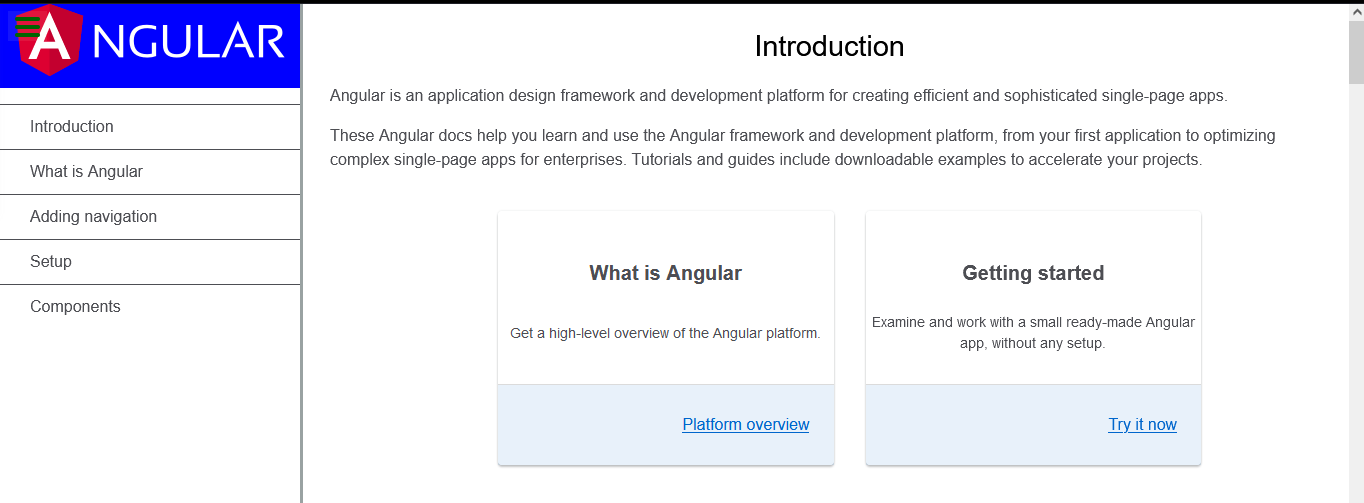 ANGULAR
Introduction
What is Angular
Adding navigation
Setup
Components
Introduction
Angular is an application design framework and development platform for creating efficient and sophisticated single-page apps.
These Angular docs help you learn and use the Angular framework and development platform, from your first application to optimizing
complex single-page apps for enterprises. Tutorials and guides include downloadable examples to accelerate your projects.
What is Angular
Get a high-level overview of the Angular platform.
Platform overview
Getting started
Examine and work with a small ready-made Angular
app, without any setup.
Try it now